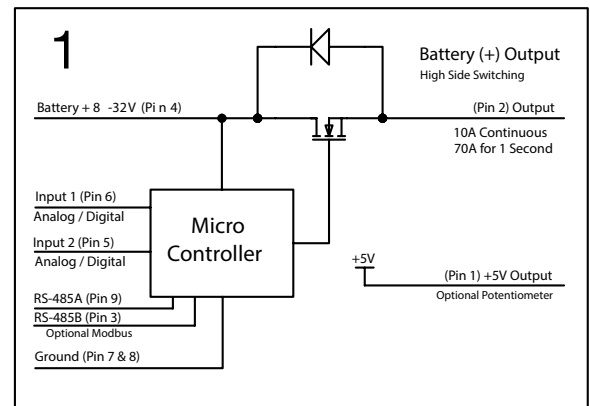 1
Battery (+) Output
High Side Switching
Battery + 8 -32V (Pi n 4)
(Pin 2) Output
10A Continuous
70A for 1 Second
Input 1 (Pin 6)
Analog / Digital
Input 2 (Pin 5)
Analog / Digital
Micro
Controller
+5V
(Pin 1) +5V Output
Optional Potentiometer
RS-485A (Pin 9)
RS-485B (Pin 3)
Optional Modbus
Ground (Pin 7 & 8)